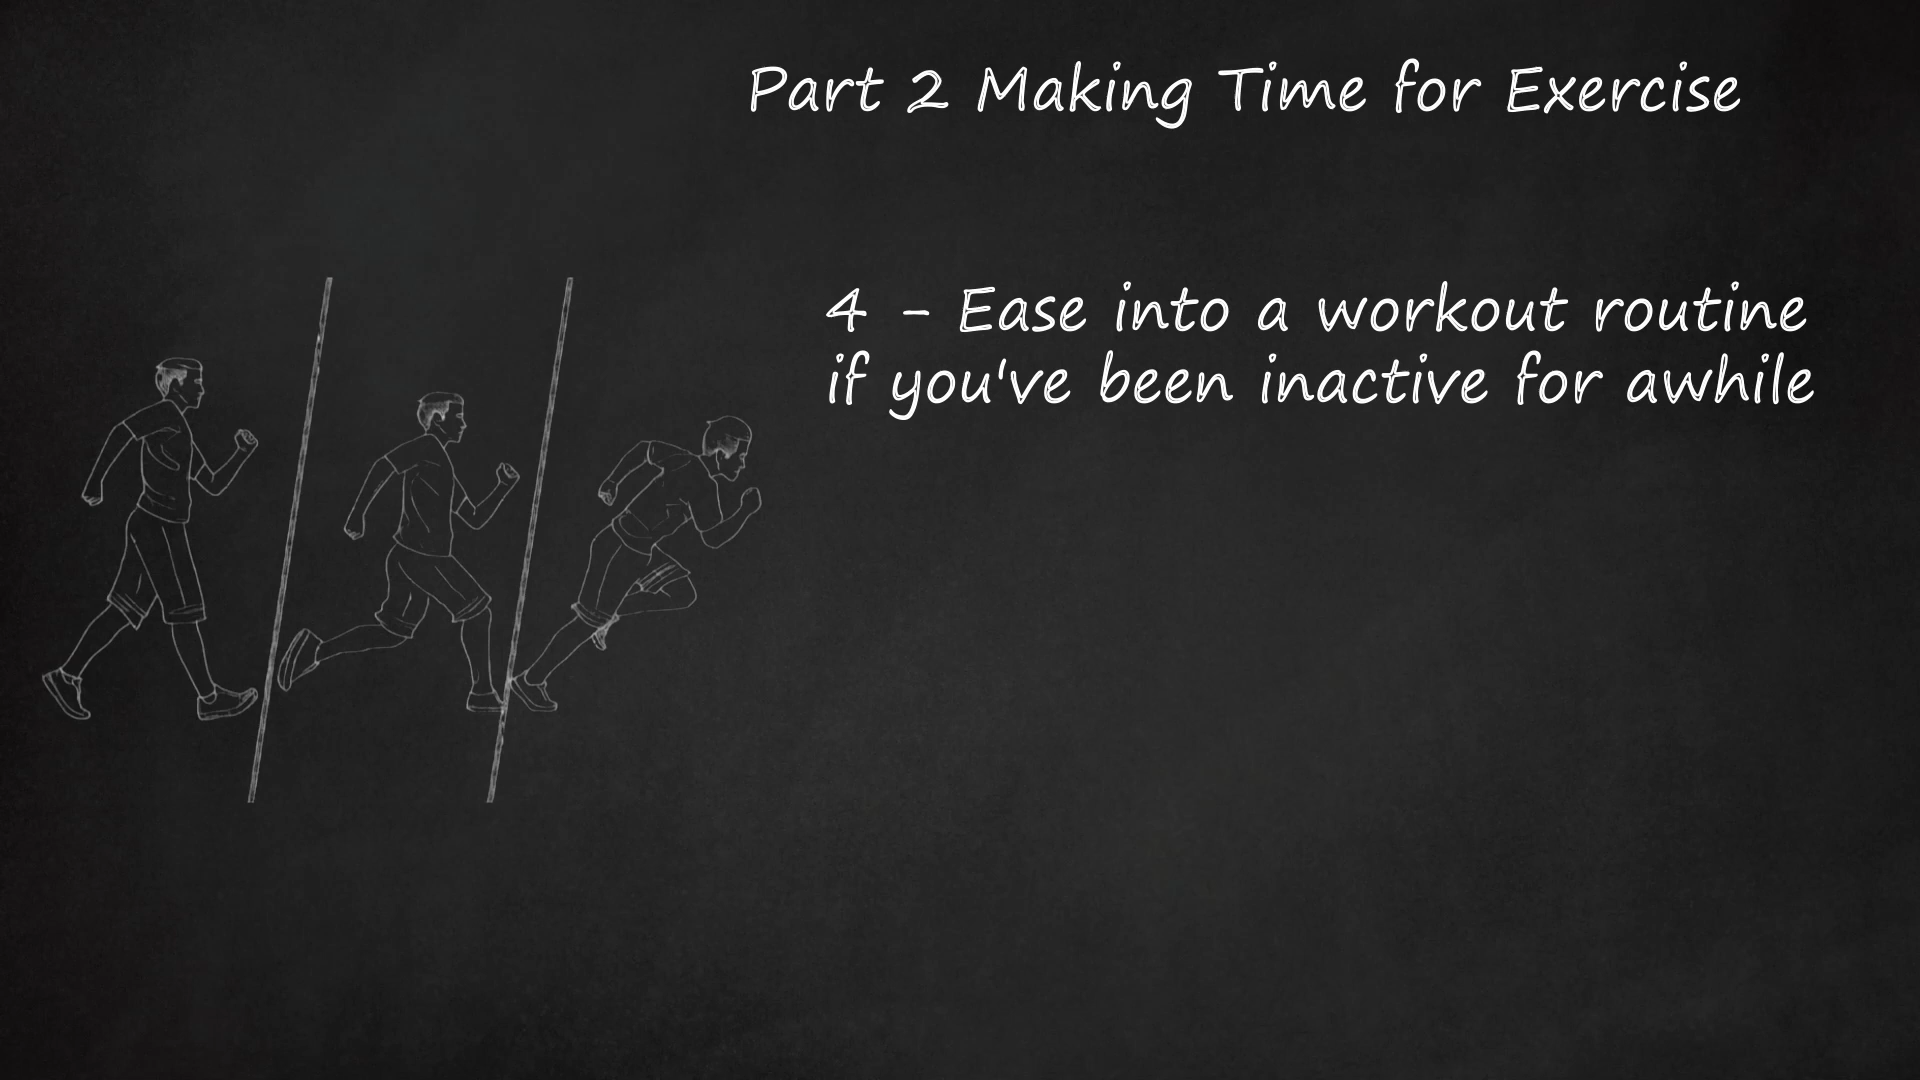 Part 2 Making Time for Exercise
4 - Ease into a workout routine
if you've been inactive for awhile